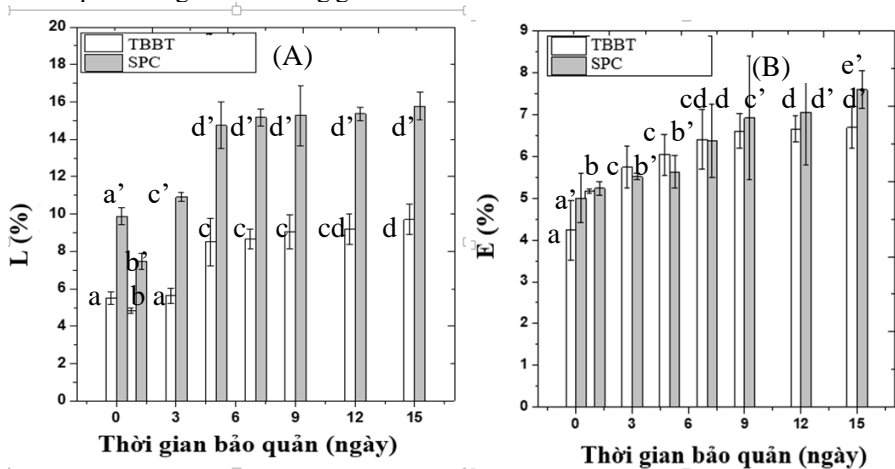 20
18
16
14
12
10
8
6
4
2
0
TBBT
SPC
(A)
a’ c’ d’ d’ d’ d’ d’
b’ c c c cd d
a b a
L (%)
0 3 6 9 12 15
Thời gian bảo quản (ngày)
9
8
7
6
5
4
3
2
1
0
TBBT
SPC
(B)
e’
cd d c’ d d’ d’
b c c b’
a’ b’
a
E (%)
0 3 6 9 12 15
Thời gian bảo quản (ngày)